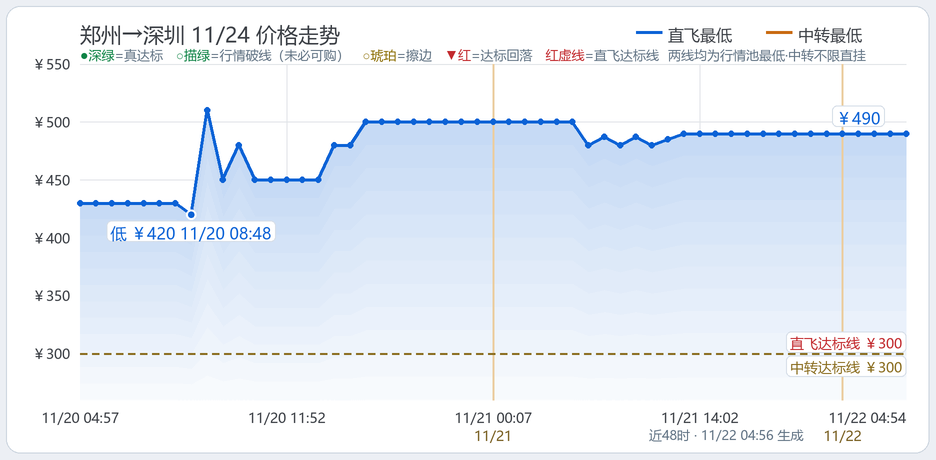 郑州→深圳 11/24 价格走势
直飞最低 中转最低
●深绿=真达标 ○描绿=行情破线（未必可购） ○琥珀=擦边 ▼红=达标回落 红虚线=直飞达标线 两线均为行情池最低·中转不限直挂
¥550
¥500
¥490
¥450
低 ¥420 11/20 08:48
¥400
¥350
直飞达标线 ¥300
¥300
中转达标线 ¥300
11/20 04:57 11/20 11:52 11/21 00:07 11/21 14:02 11/22 04:54
11/21 近48时 · 11/22 04:56 生成 11/22